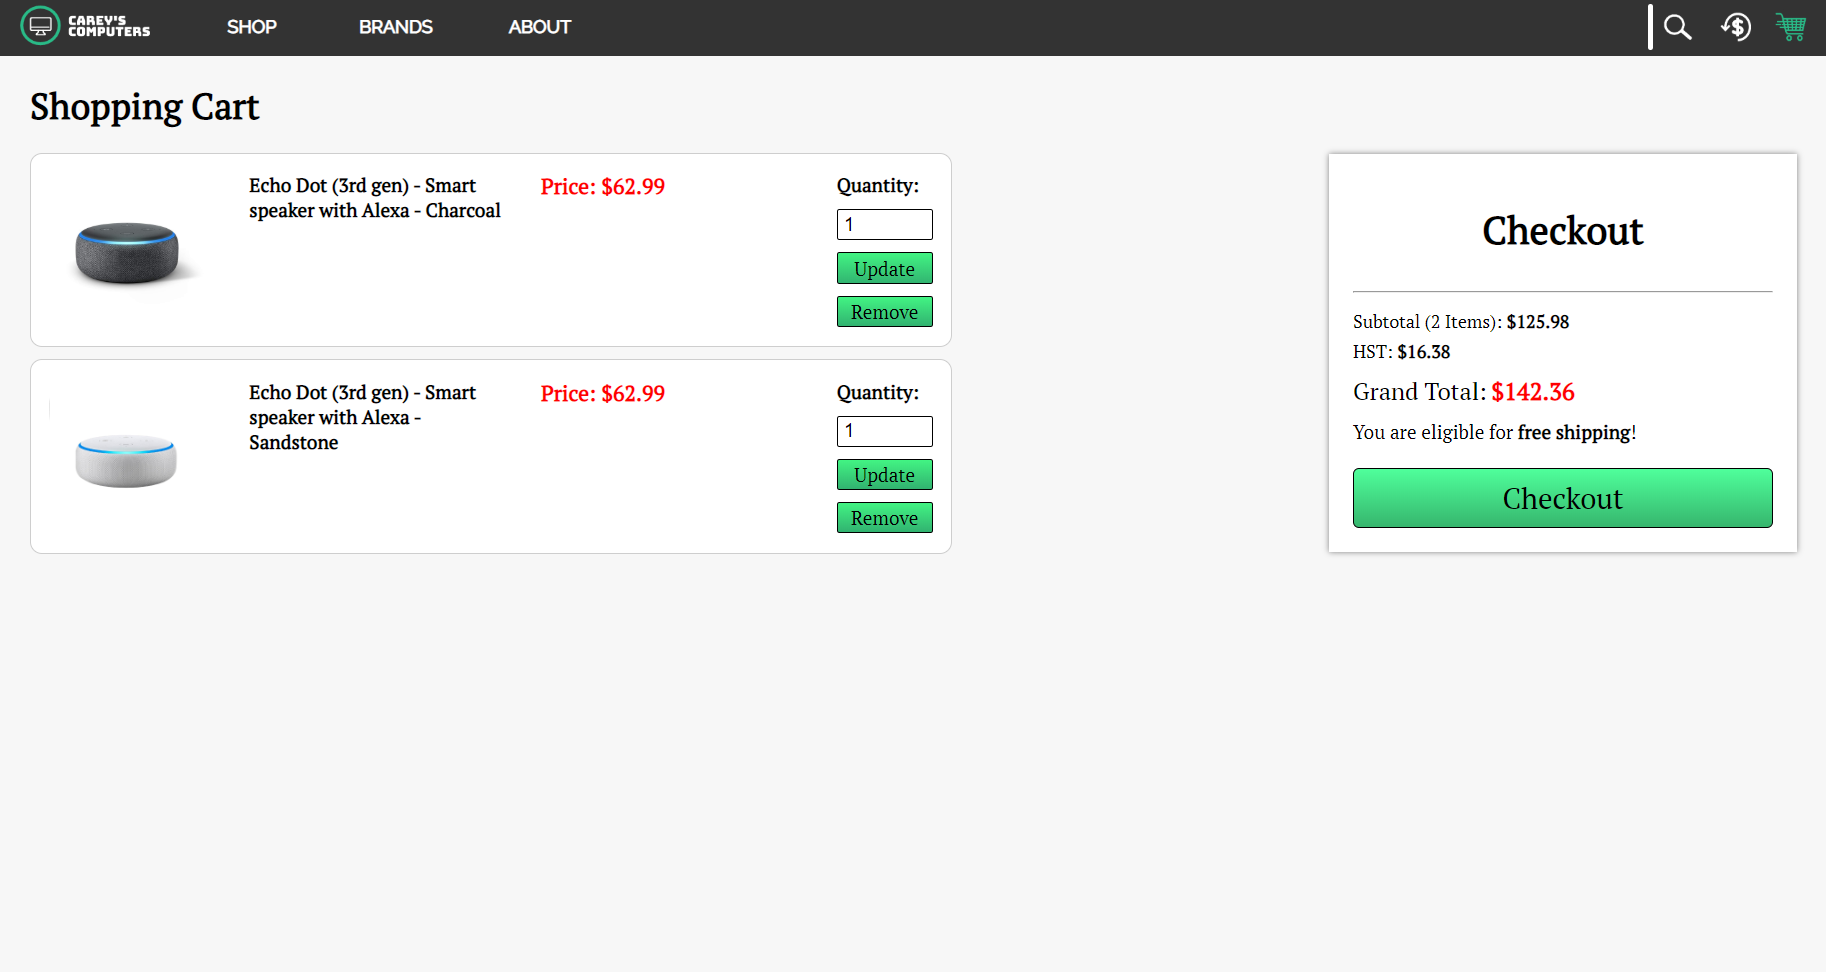 CAREY'S
COMPUTERS
SHOP
BRANDS
ABOUT
Shopping Cart
Echo Dot (3rd gen) - Smart
speaker with Alexa - Charcoal
Price: $62.99
Quantity:
1
Update
Remove
Echo Dot (3rd gen) - Smart
speaker with Alexa -
Sandstone
Price: $62.99
Quantity:
1
Update
Remove
Checkout
Subtotal (2 Items): $125.98
HST: $16.38
Grand Total: $142.36
You are eligible for free shipping!
Checkout